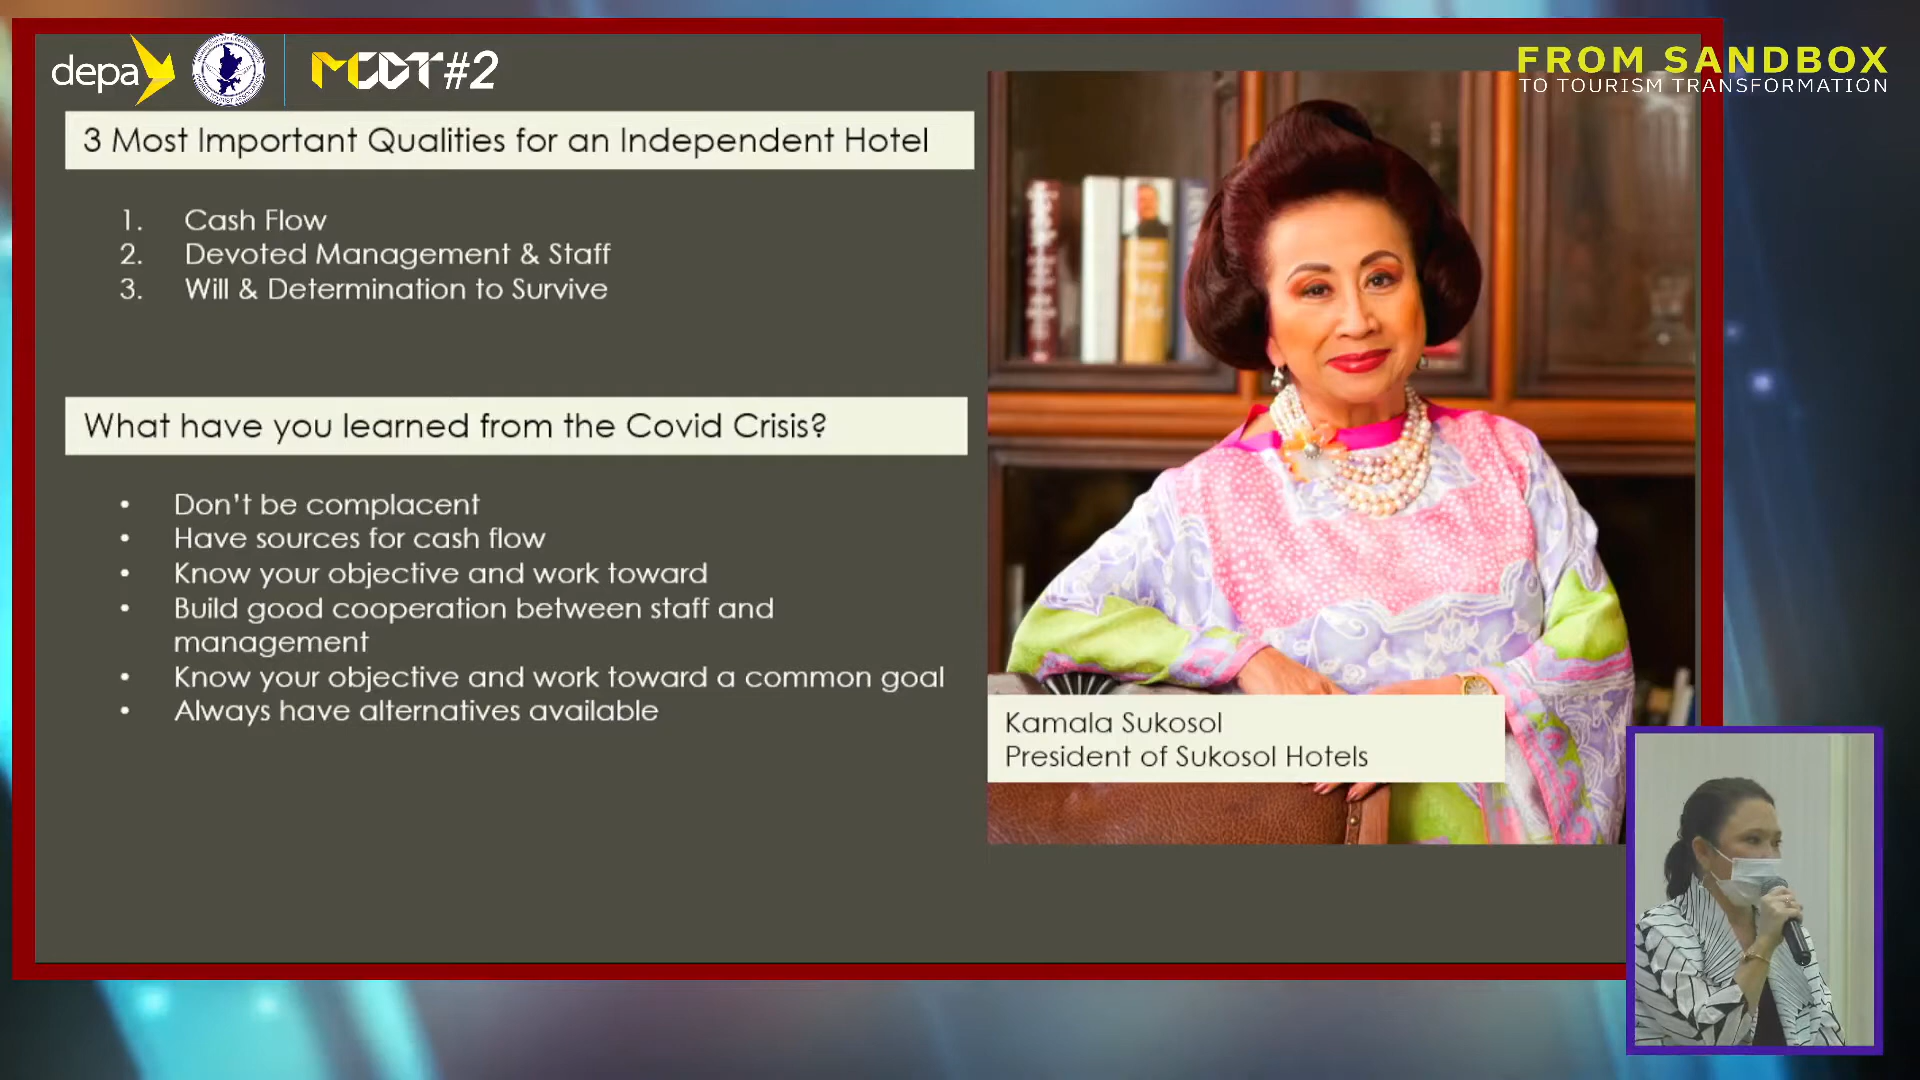 depa
MCDT#2
FROM SANDBOX
TO TOURISM TRANSFORMATION
3 Most Important Qualities for an Independent Hotel
1. Cash Flow
2. Devoted Management & Staff
3. Will & Determination to Survive
What have you learned from the Covid Crisis?
• Don't be complacent
• Have sources for cash flow
• Know your objective and work toward
• Build good cooperation between staff and
management
• Know your objective and work toward a common goal
• Always have alternatives available
Kamala Sukosol
President of Sukosol Hotels